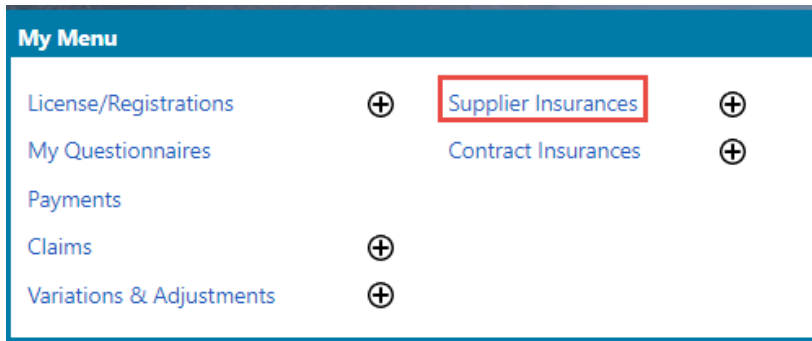 My Menu
License/Registrations
Supplier Insurances
My Questionnaires
Contract Insurances
Payments
Claims
Variations & Adjustments